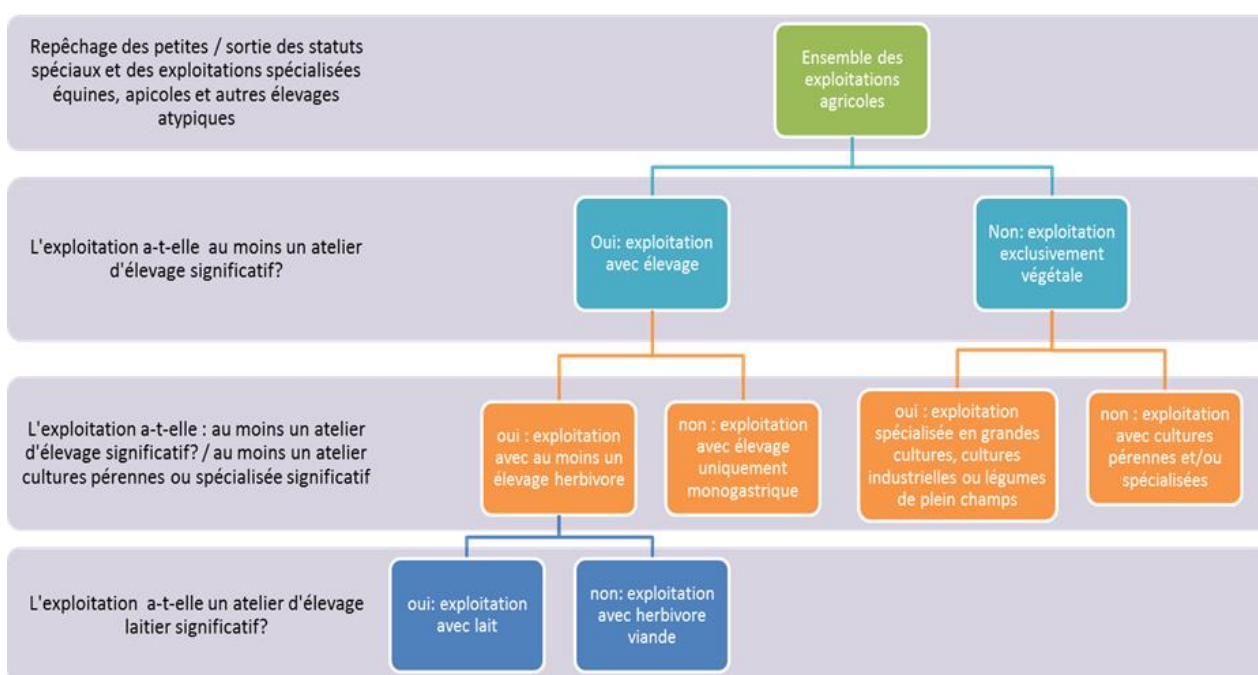 Repêchage des petites / sortie des statuts
spéciaux et des exploitations spécialisées
équines, apicoles et autres élevages
atypiques
Ensemble des
exploitations
agricoles
L'exploitation a-t-elle au moins un atelier
d'élevage significatif?
Oui: exploitation
avec élevage
Non: exploitation
exclusivement
végétale
L'exploitation a-t-elle : au moins un atelier
d'élevage significatif? / au moins un atelier
cultures pérennes ou spécialisée significatif
oui : exploitation
avec au moins un
élevage herbivore
non : exploitation
avec élevage
uniquement
monogastrique
oui : exploitation
spécialisée en grandes
cultures, cultures
industrielles ou légumes
de plein champs
non : exploitation
avec cultures
pérennes et/ou
spécialisées
L'exploitation a-t-elle un atelier d'élevage
laitier significatif?
oui: exploitation
avec lait
non: exploitation
avec herbivore
viande